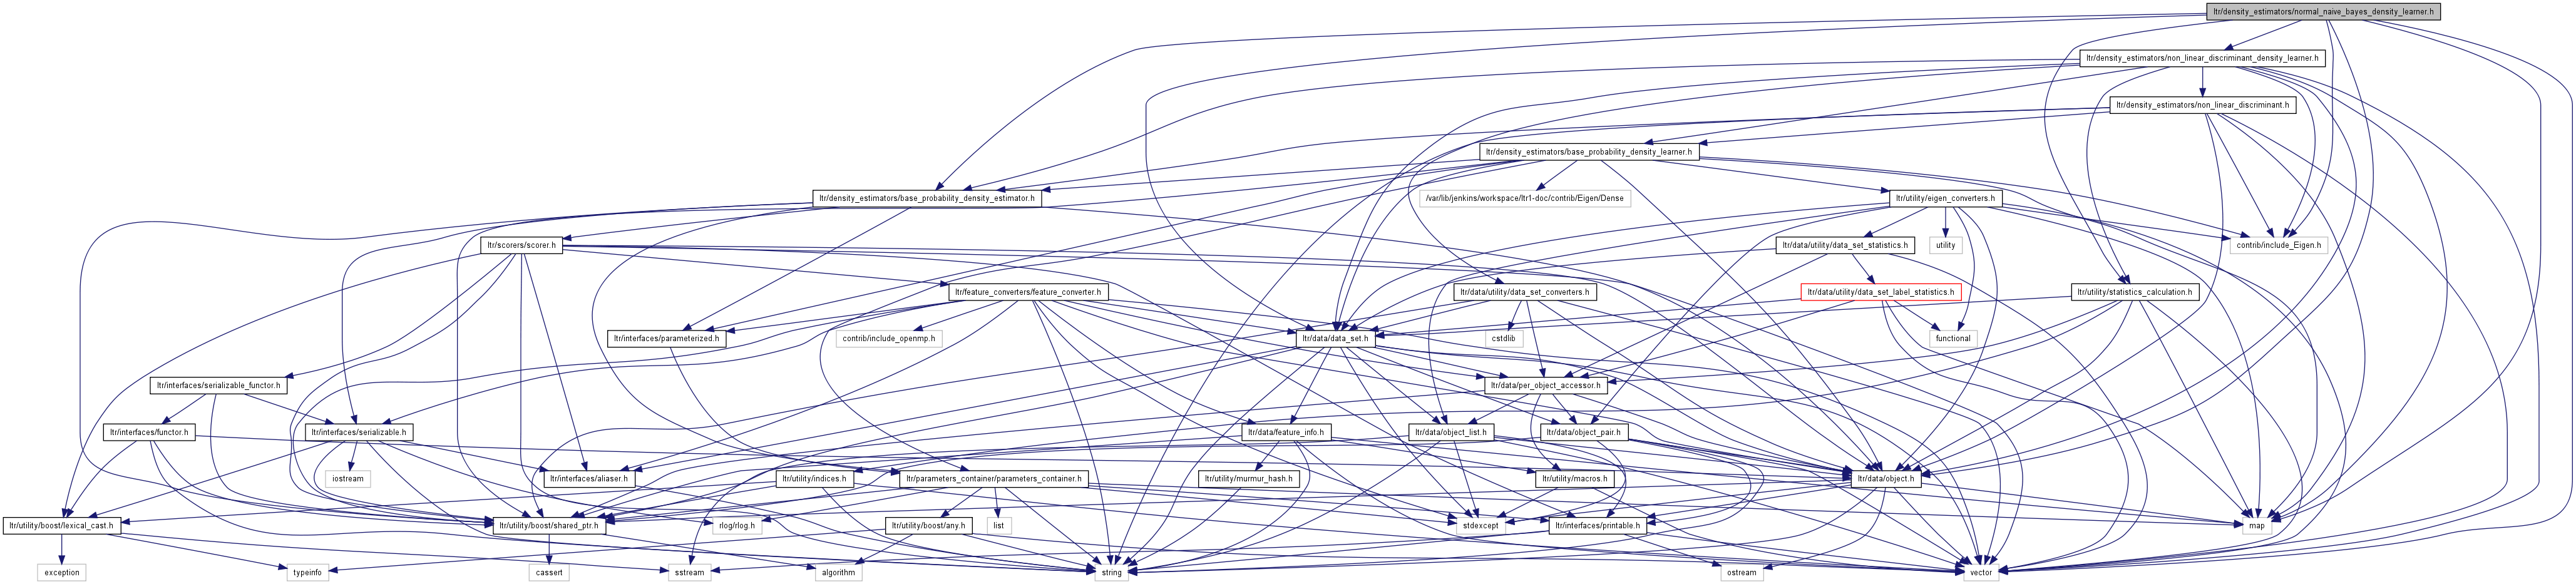 ltr/density_estimators/normal_naive_bayes_density_learner.h
ltr/density_estimators/non_linear_discriminant_density_learner.h
ltr/density_estimators/non_linear_discriminant.h
ltr/density_estimators/base_probability_density_learner.h
ltr/density_estimators/base_probability_density_estimator.h
/var/lib/jenkins/workspace/ltr1-doc/contrib/Eigen/Dense
ltr/utility/eigen_converters.h
ltr/scorers/scorer.h
ltr/data/utility/data_set_statistics.h
utility
contrib/include_Eigen.h
ltr/feature_converters/feature_converter.h
ltr/data/utility/data_set_converters.h
ltr/data/utility/data_set_label_statistics.h
ltr/utility/statistics_calculation.h
ltr/interfaces/parameterized.h
contrib/include_openmp.h
ltr/data/data_set.h
cstdlib
functional
ltr/interfaces/serializable_functor.h
ltr/data/per_object_accessor.h
ltr/interfaces/functor.h
ltr/interfaces/serializable.h
ltr/data/feature_info.h
ltr/data/object_list.h
ltr/data/object_pair.h
iostream
ltr/interfaces/aliaser.h
ltr/utility/indices.h
ltr/parameters_container/parameters_container.h
ltr/utility/murmur_hash.h
ltr/utility/macros.h
ltr/data/object.h
ltr/utility/boost/lexical_cast.h
ltr/utility/boost/shared_ptr.h
rlog/rlog.h
ltr/utility/boost/any.h
list
stdexcept
ltr/interfaces/printable.h
map
exception
typeinfo
cassert
sstream
algorithm
string
ostream
vector